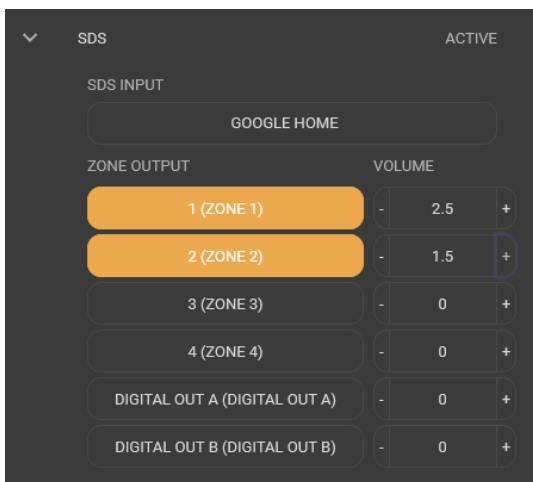 SDS ACTIVE
SDS INPUT
GOOGLE HOME
ZONE OUTPUT VOLUME
1 (ZONE 1) - 2.5 +
2 (ZONE 2) - 1.5 +
3 (ZONE 3) - 0 +
4 (ZONE 4) - 0 +
DIGITAL OUT A (DIGITAL OUT A) - 0 +
DIGITAL OUT B (DIGITAL OUT B) - 0 +